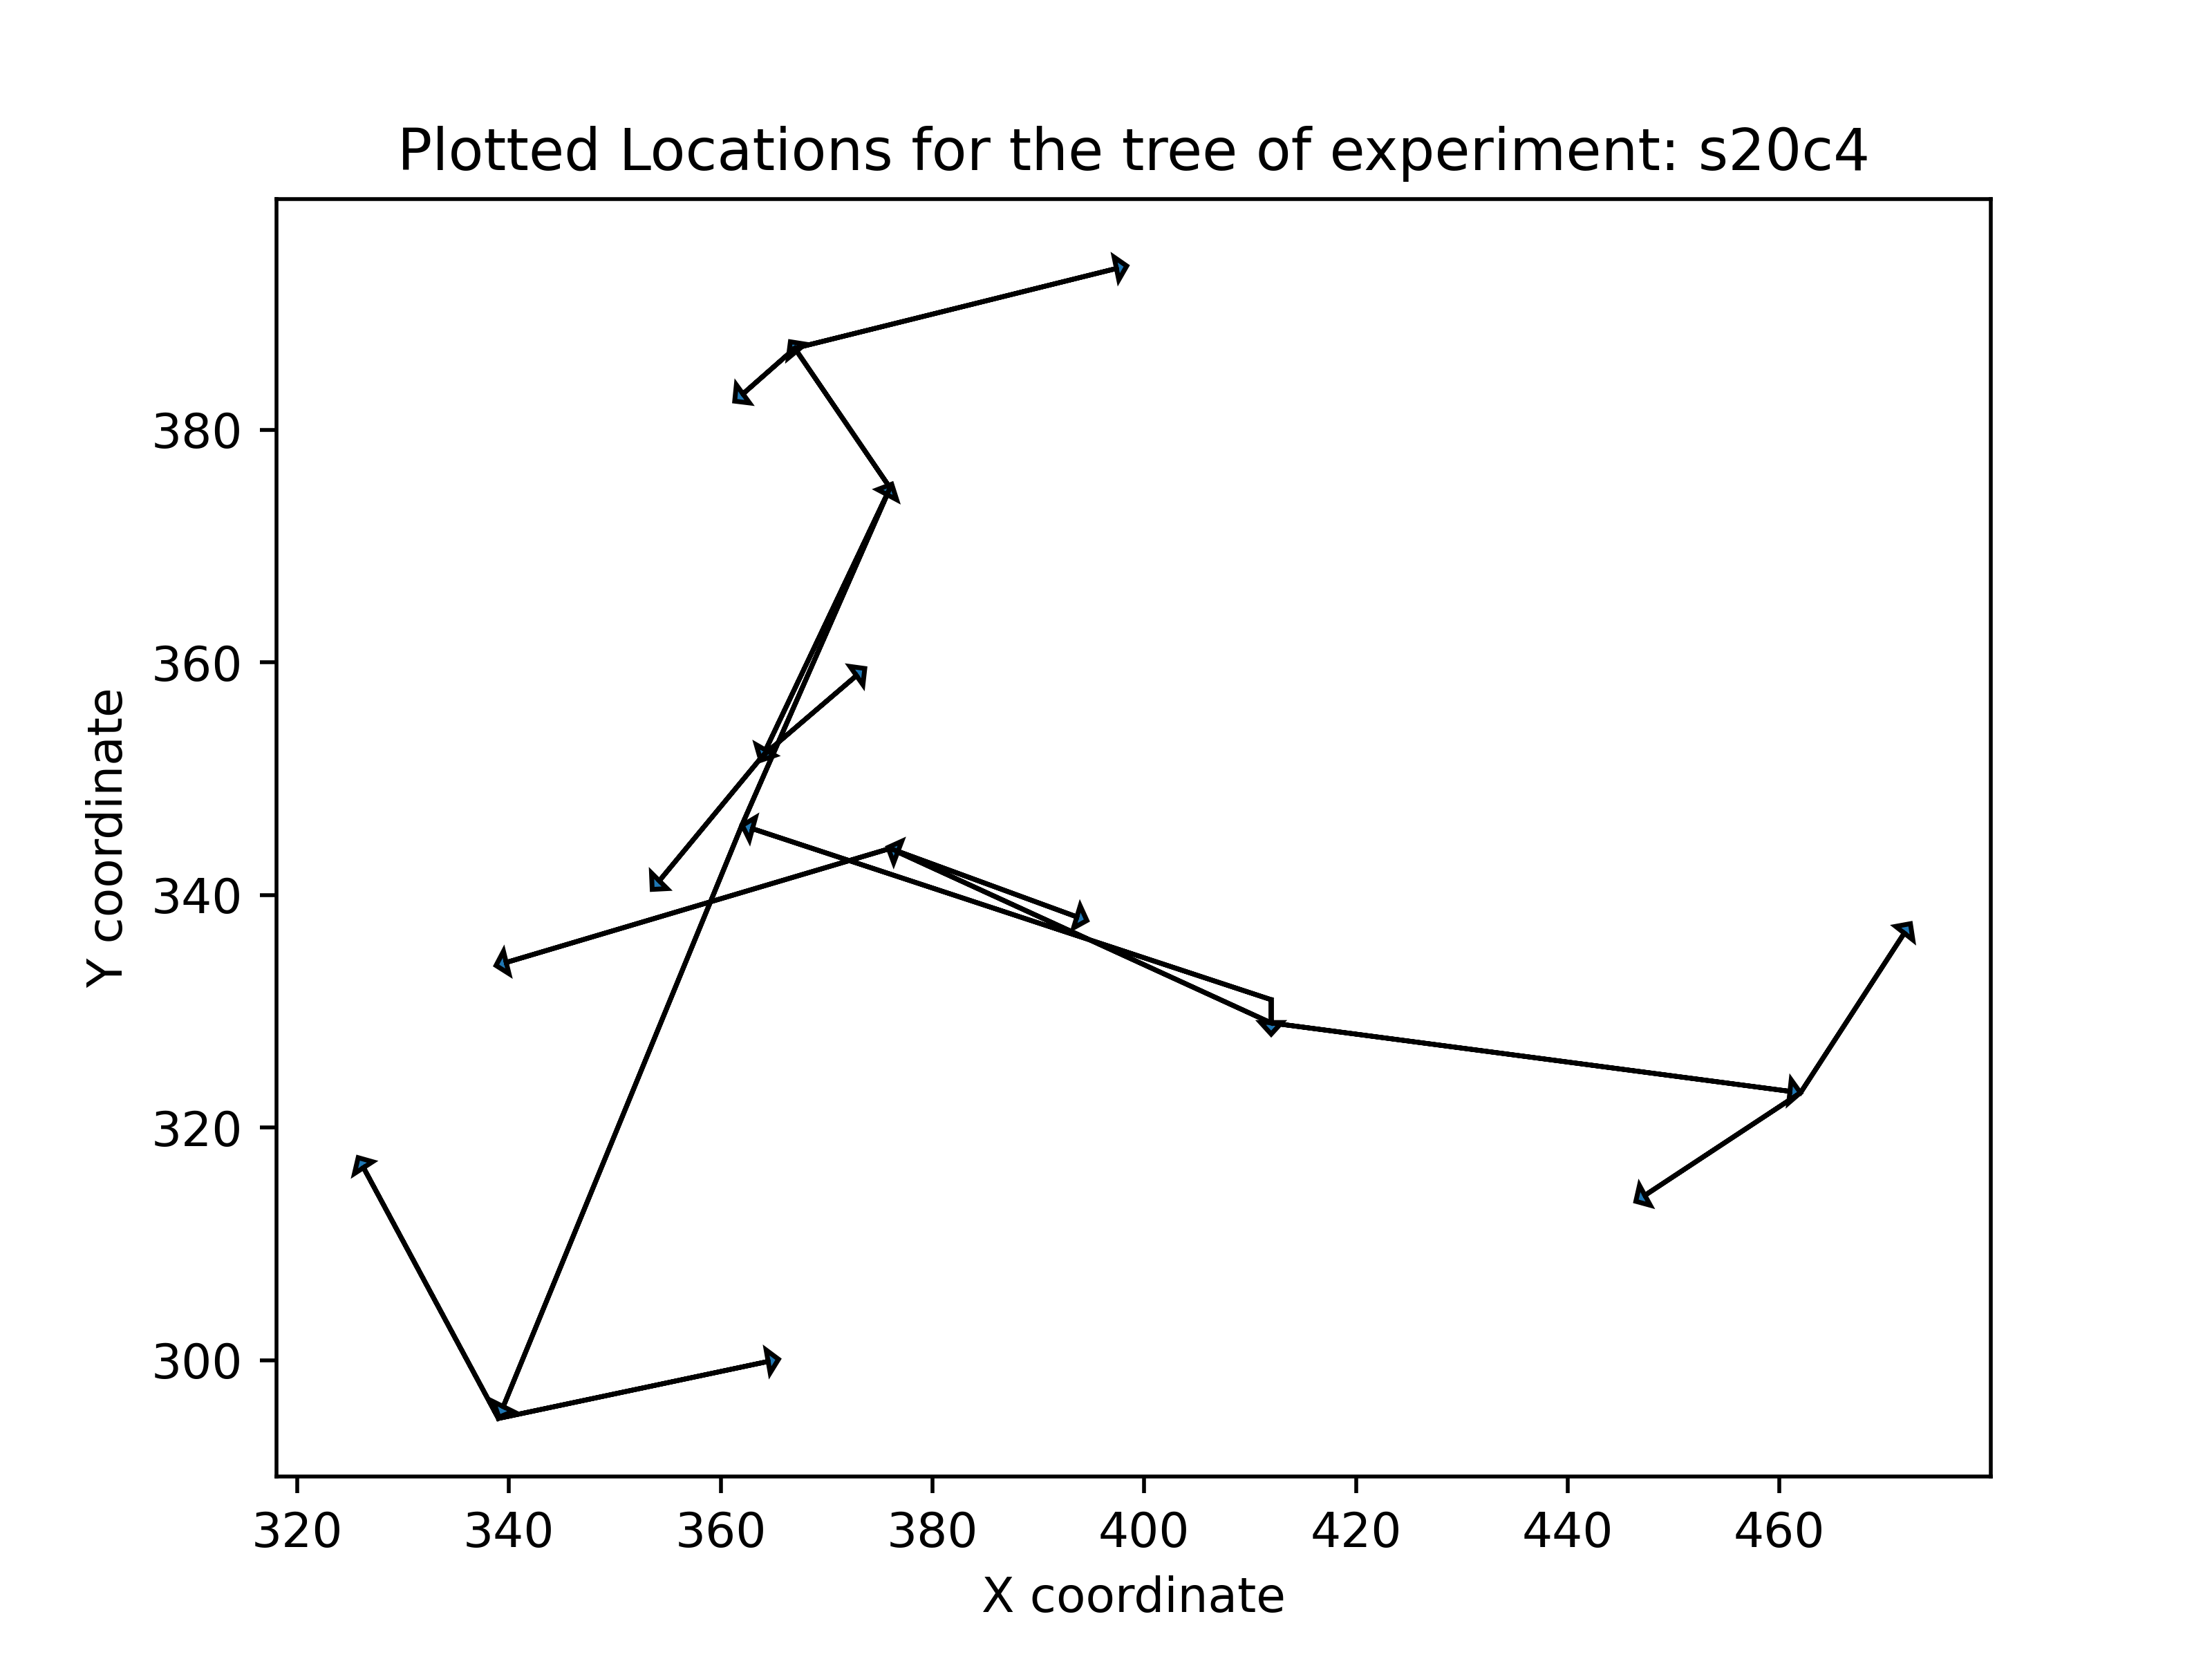 Plotted Locations for the tree of experiment: s20c4
380
360
340
320
300
Y coordinate
320 340 360 380 400 420 440 460
X coordinate